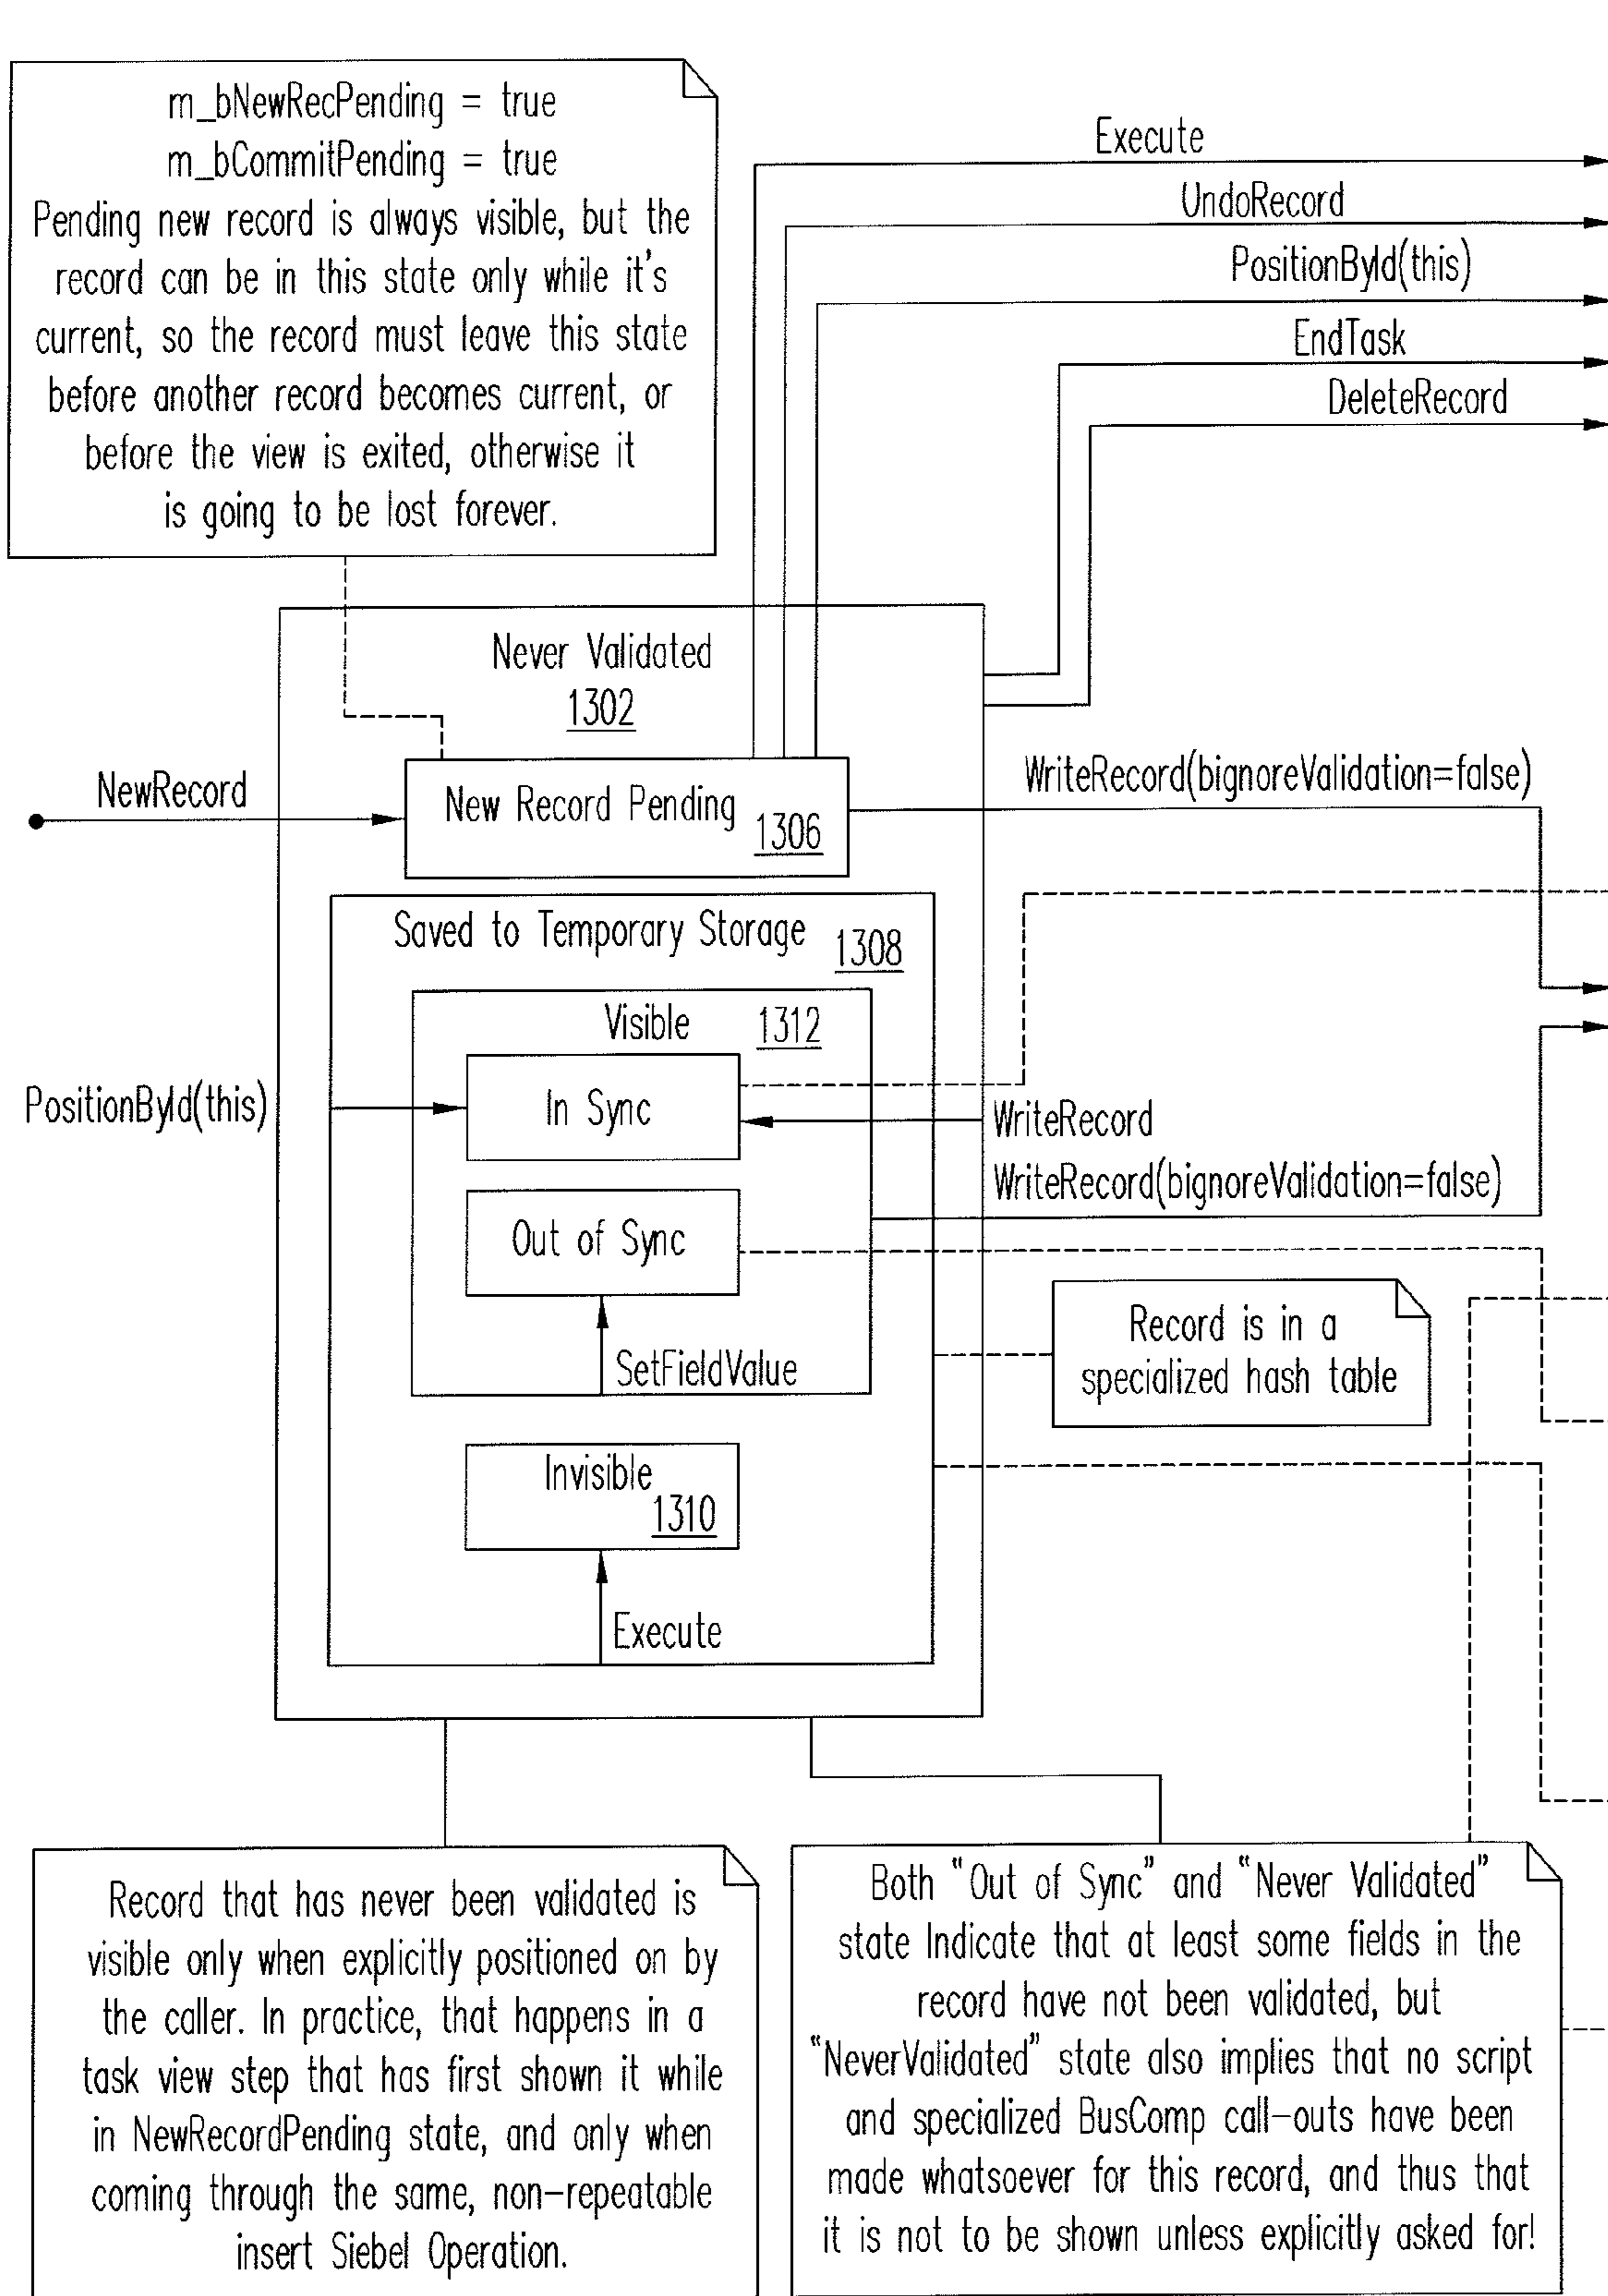 m_bNewRecPending = true
m_bCommitPending = true
Pending new record is always visible, but the
record can be in this state only while it's
current, so the record must leave this state
before another record becomes current, or
before the view is exited, otherwise it
is going to be lost forever.
Execute
UndoRecord
PositionById(this)
EndTask
DeleteRecord
Never Validated
1302
NewRecord
New Record Pending
1306
WriteRecord(bignoreValidation=false)
Saved to Temporary Storage
1308
Visible
1312
PositionById(this)
In Sync
WriteRecord
WriteRecord(bignoreValidation=false)
Out of Sync
SetFieldValue
Record is in a
specialized hash table
Invisible
1310
Execute
Record that has never been validated is
visible only when explicitly positioned on by
the caller. In practice, that happens in a
task view step that has first shown it while
in NewRecordPending state, and only when
coming through the same, non-repeatable
insert Siebel Operation.
Both "Out of Sync" and "Never Validated"
state Indicate that at least some fields in the
record have not been validated, but
"NeverValidated" state also implies that no script
and specialized BusComp call-outs have been
made whatsoever for this record, and thus that
it is not to be shown unless explicitly asked for!